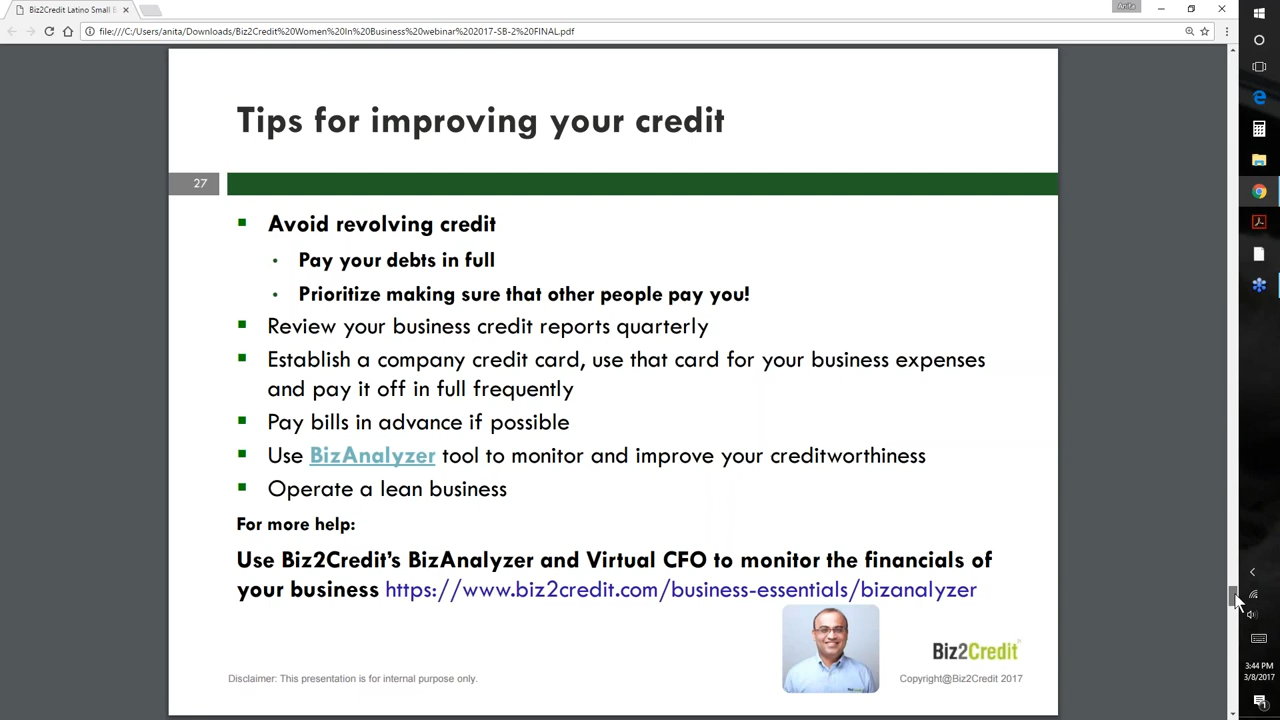 Biz2Credit Latino Small B
Anita
file:///C:/Users/anita/Downloads/Biz2Credit%20Women%20In%20Business%20webinar%202017-SB-2%20FINAL.pdf
Tips for improving your credit
27
Avoid revolving credit
Pay your debts in full
Prioritize making sure that other people pay you!
Review your business credit reports quarterly
Establish a company credit card, use that card for your business expenses
and pay it off in full frequently
Pay bills in advance if possible
Use BizAnalyzer tool to monitor and improve your creditworthiness
Operate a lean business
For more help:
Use Biz2Credit’s BizAnalyzer and Virtual CFO to monitor the financials of
your business https://www.biz2credit.com/business-essentials/bizanalyzer
Biz2Credit
Disclaimer: This presentation is for internal purpose only.
Copyright@Biz2Credit 2017
3:44 PM
3/8/2017
1